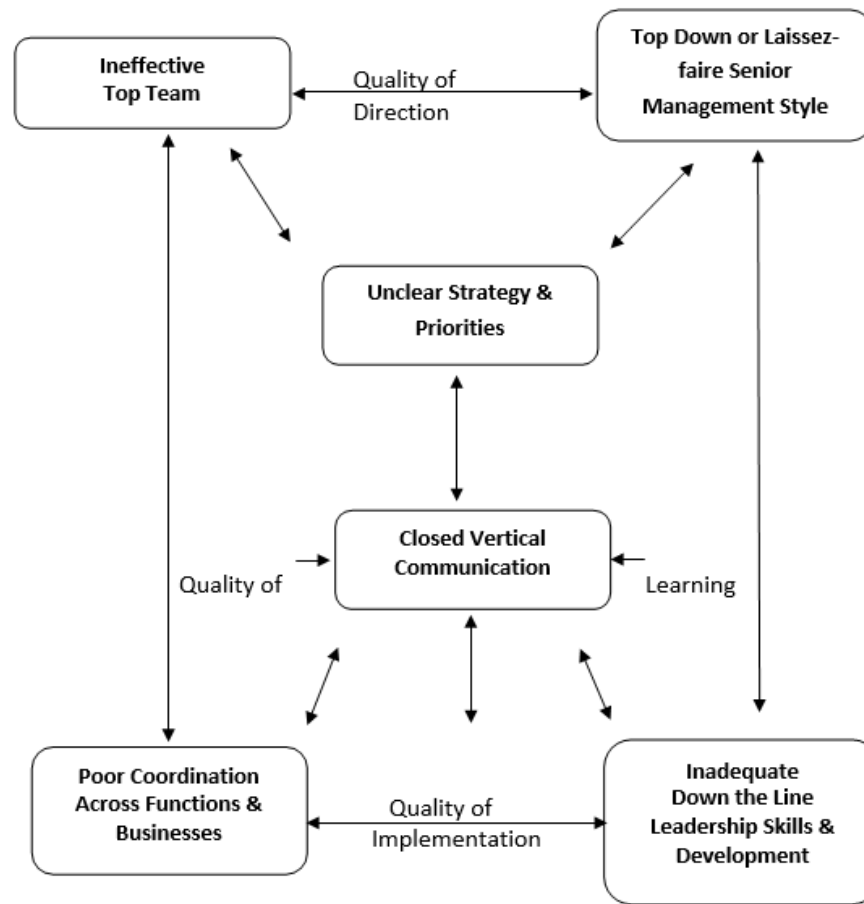 Ineffective
Top Team
Quality of
Direction
Top Down or Laissez-
faire Senior
Management Style
Unclear Strategy &
Priorities
Closed Vertical
Communication
Quality of
Learning
Poor Coordination
Across Functions &
Businesses
Quality of
Implementation
Inadequate
Down the Line
Leadership Skills &
Development